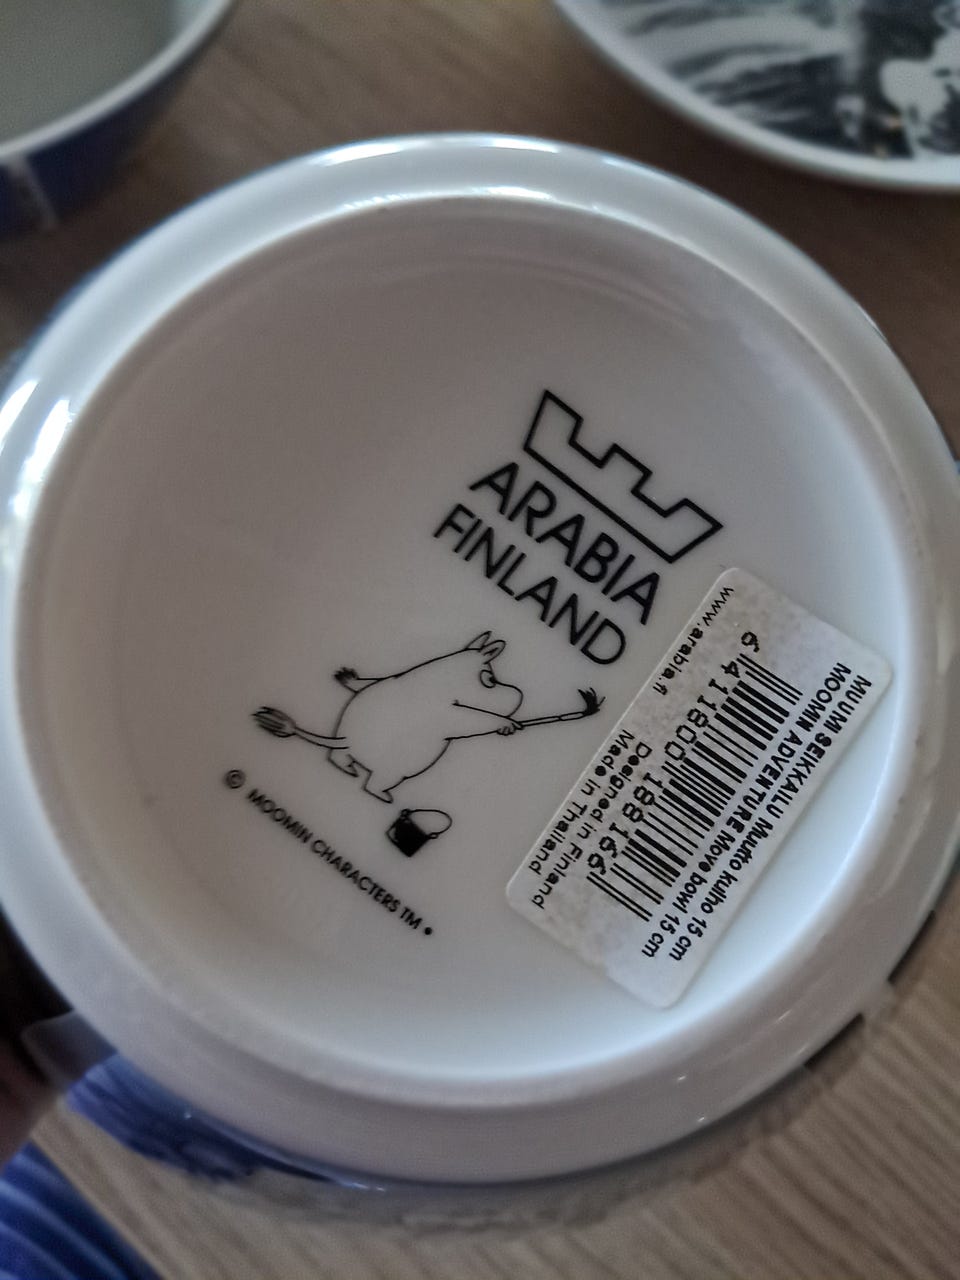 ARABIA
FINLAND
© MOOMIN CHARACTERS TM
MUUMI SEIKKAILU Muutto kulho 15 cm
MOOMIN ADVENTURE Move bowl 15 cm
6 411800 188166
www.arabia.fi
Designed in Finland
Made in Thailand